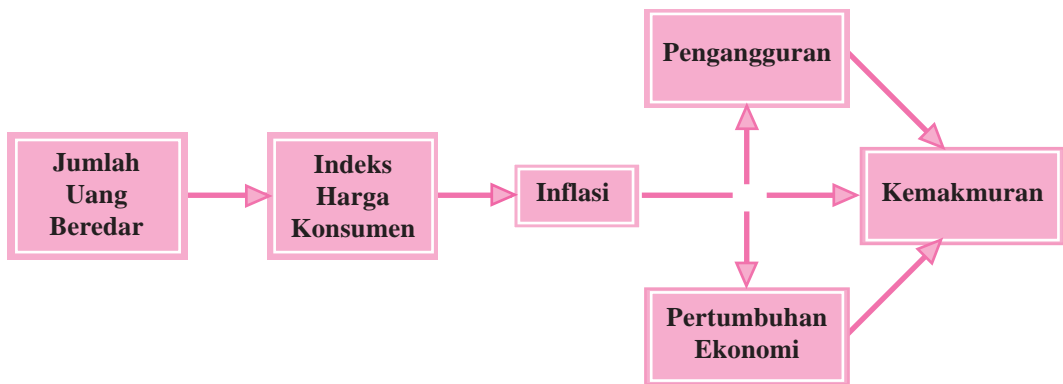 Jumlah
Uang
Beredar
Indeks
Harga
Konsumen
Inflasi
Pengangguran
Kemakmuran
Pertumbuhan
Ekonomi